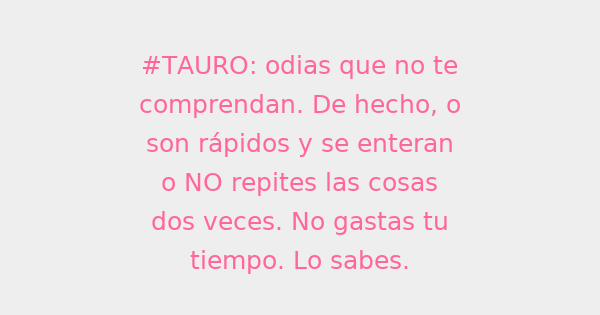 #TAURO: odias que no te
comprendan. De hecho, o
son rápidos y se enteran
o NO repites las cosas
dos veces. No gastas tu
tiempo. Lo sabes.